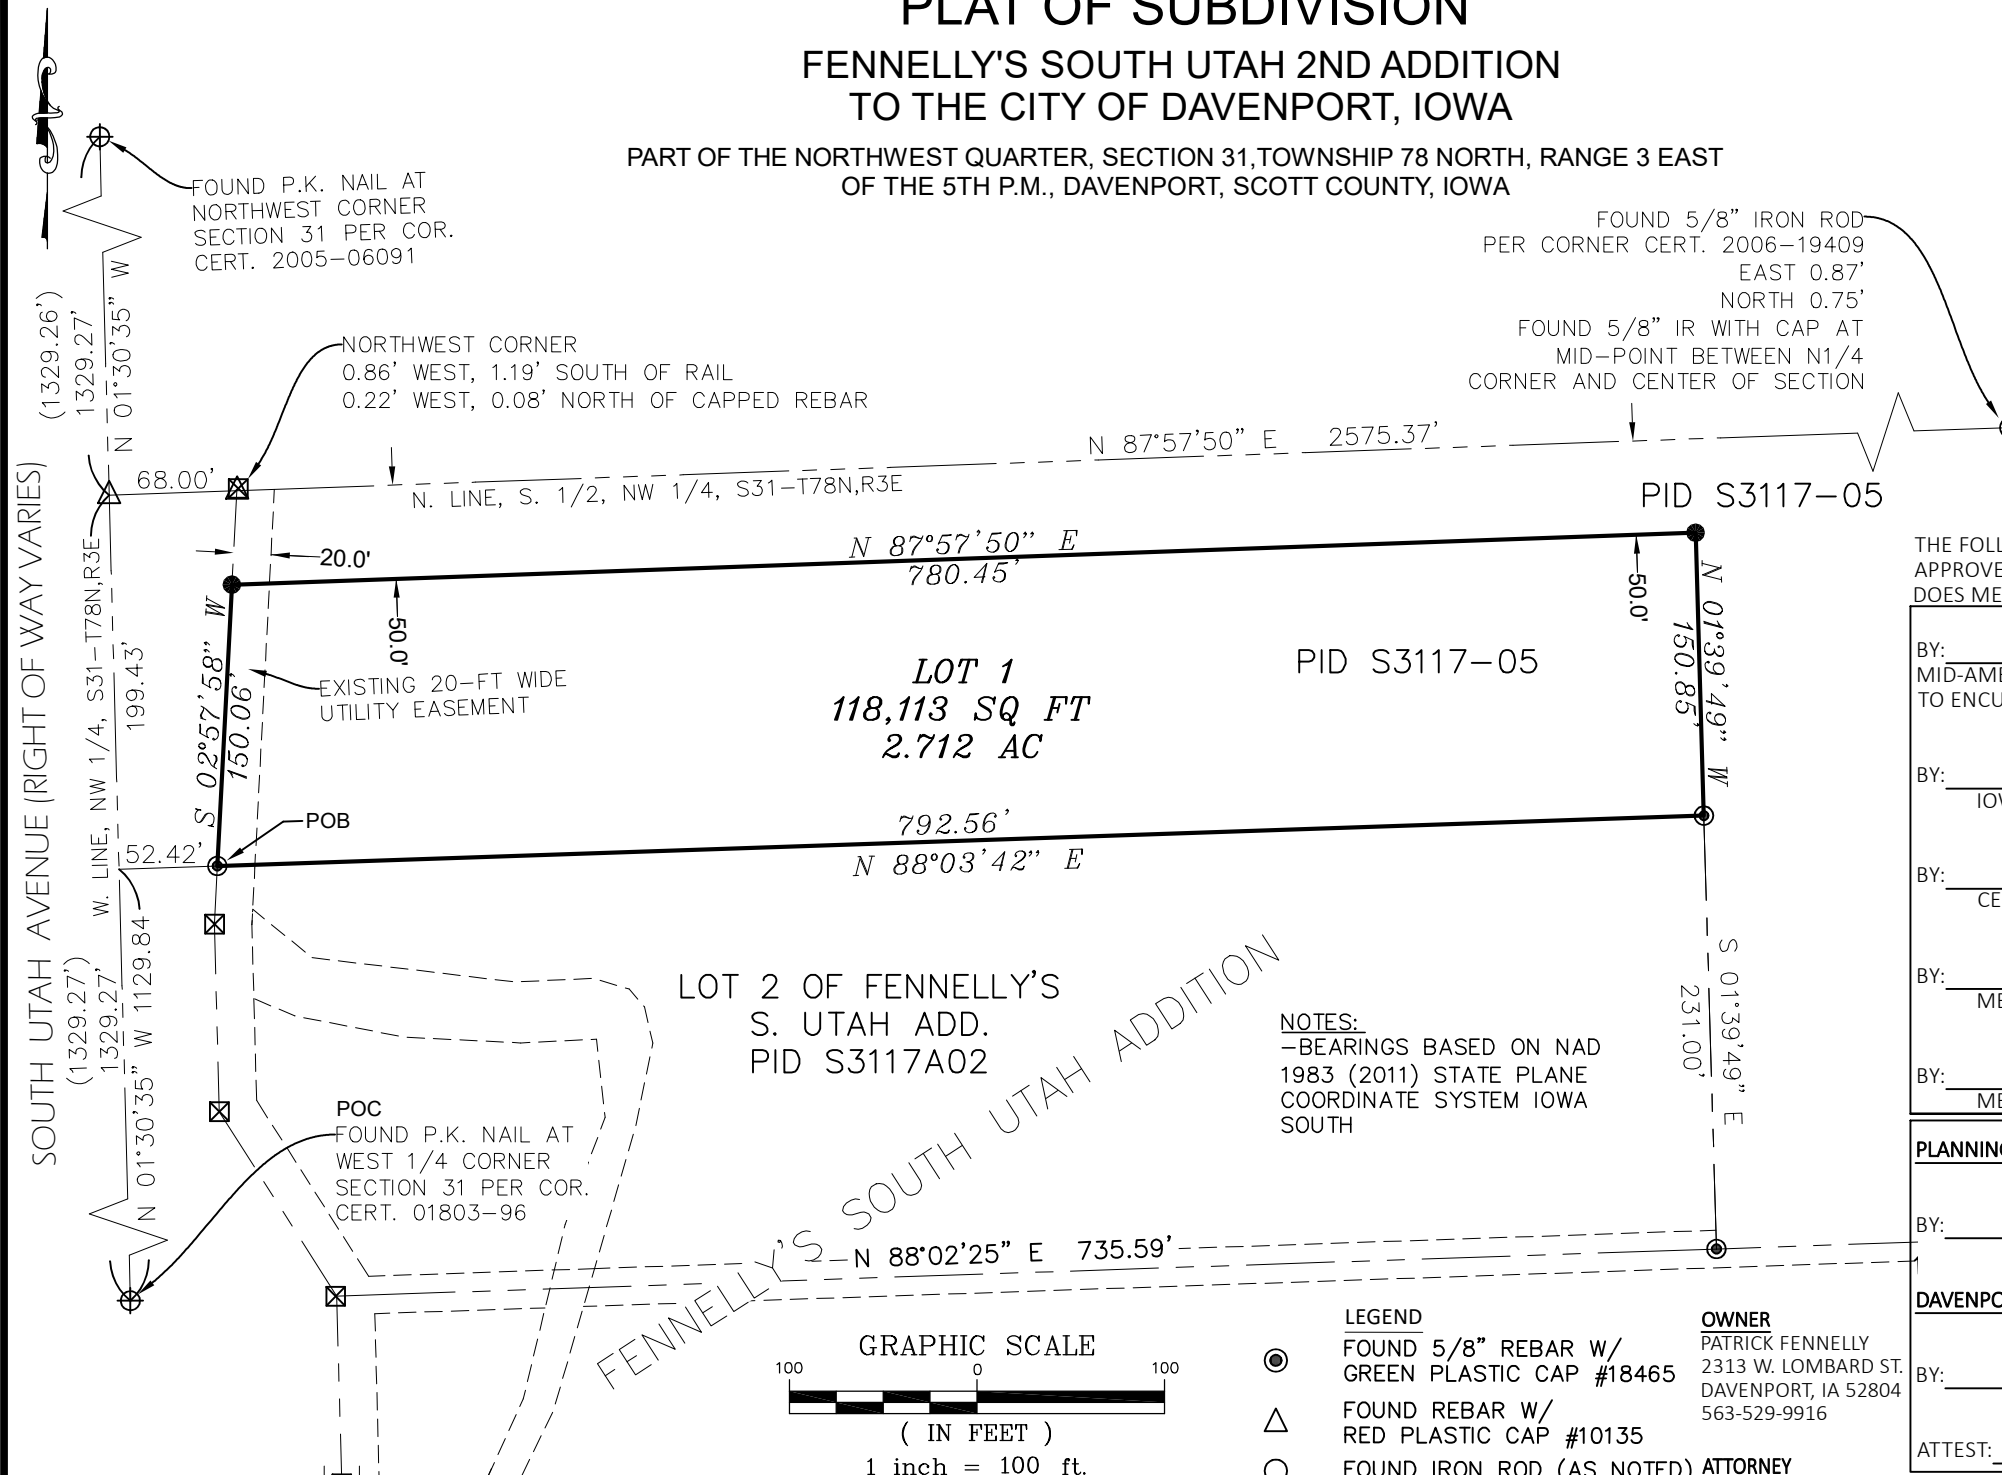 PLAT OF SUBDIVISION
FENNELLY'S SOUTH UTAH 2ND ADDITION
TO THE CITY OF DAVENPORT, IOWA
PART OF THE NORTHWEST QUARTER, SECTION 31,TOWNSHIP 78 NORTH, RANGE 3 EAST
OF THE 5TH P.M., DAVENPORT, SCOTT COUNTY, IOWA
FOUND P.K. NAIL AT
NORTHWEST CORNER
SECTION 31 PER COR.
CERT. 2005-06091
FOUND 5/8" IRON ROD
PER CORNER CERT. 2006-19409
EAST 0.87'
NORTH 0.75'
FOUND 5/8" IR WITH CAP AT
MID-POINT BETWEEN N1/4
CORNER AND CENTER OF SECTION
(1329.26')
1329.27'
N 01°30'35" W
NORTHWEST CORNER
0.86' WEST, 1.19' SOUTH OF RAIL
0.22' WEST, 0.08' NORTH OF CAPPED REBAR
N 87°57'50" E 2575.37'
68.00'
N. LINE, S. 1/2, NW 1/4, S31-T78N,R3E
PID S3117-05
SOUTH UTAH AVENUE (RIGHT OF WAY VARIES)
W. LINE, NW 1/4, S31-T78N,R3E
199.43'
20.0'
N 87°57'50" E
780.45'
50.0'
50.0'
S 02°57'58" W
150.06'
EXISTING 20-FT WIDE
UTILITY EASEMENT
LOT 1
118,113 SQ FT
2.712 AC
PID S3117-05
N 01°39'49" W
150.85'
POB
52.42'
792.56'
N 88°03'42" E
(1329.27')
1329.27'
N 01°30'35" W 1129.84
LOT 2 OF FENNELLY'S
S. UTAH ADD.
PID S3117A02
FENNELLY'S SOUTH UTAH ADDITION
S 01°39'49" E
231.00'
NOTES:
-BEARINGS BASED ON NAD
1983 (2011) STATE PLANE
COORDINATE SYSTEM IOWA
SOUTH
POC
FOUND P.K. NAIL AT
WEST 1/4 CORNER
SECTION 31 PER COR.
CERT. 01803-96
N 88°02'25" E 735.59'
GRAPHIC SCALE
100 0 100
( IN FEET )
1 inch = 100 ft.
LEGEND
FOUND 5/8" REBAR W/
GREEN PLASTIC CAP #18465
FOUND REBAR W/
RED PLASTIC CAP #10135
FOUND IRON ROD (AS NOTED)
OWNER
PATRICK FENNELLY
2313 W. LOMBARD ST.
DAVENPORT, IA 52804
563-529-9916
ATTORNEY
THE FOLL
APPROVE
DOES ME
BY:
MID-AME
TO ENCU
BY:
IOW
BY:
CE
BY:
ME
BY:
ME
PLANNING
BY:
DAVENPO
BY:
ATTEST: